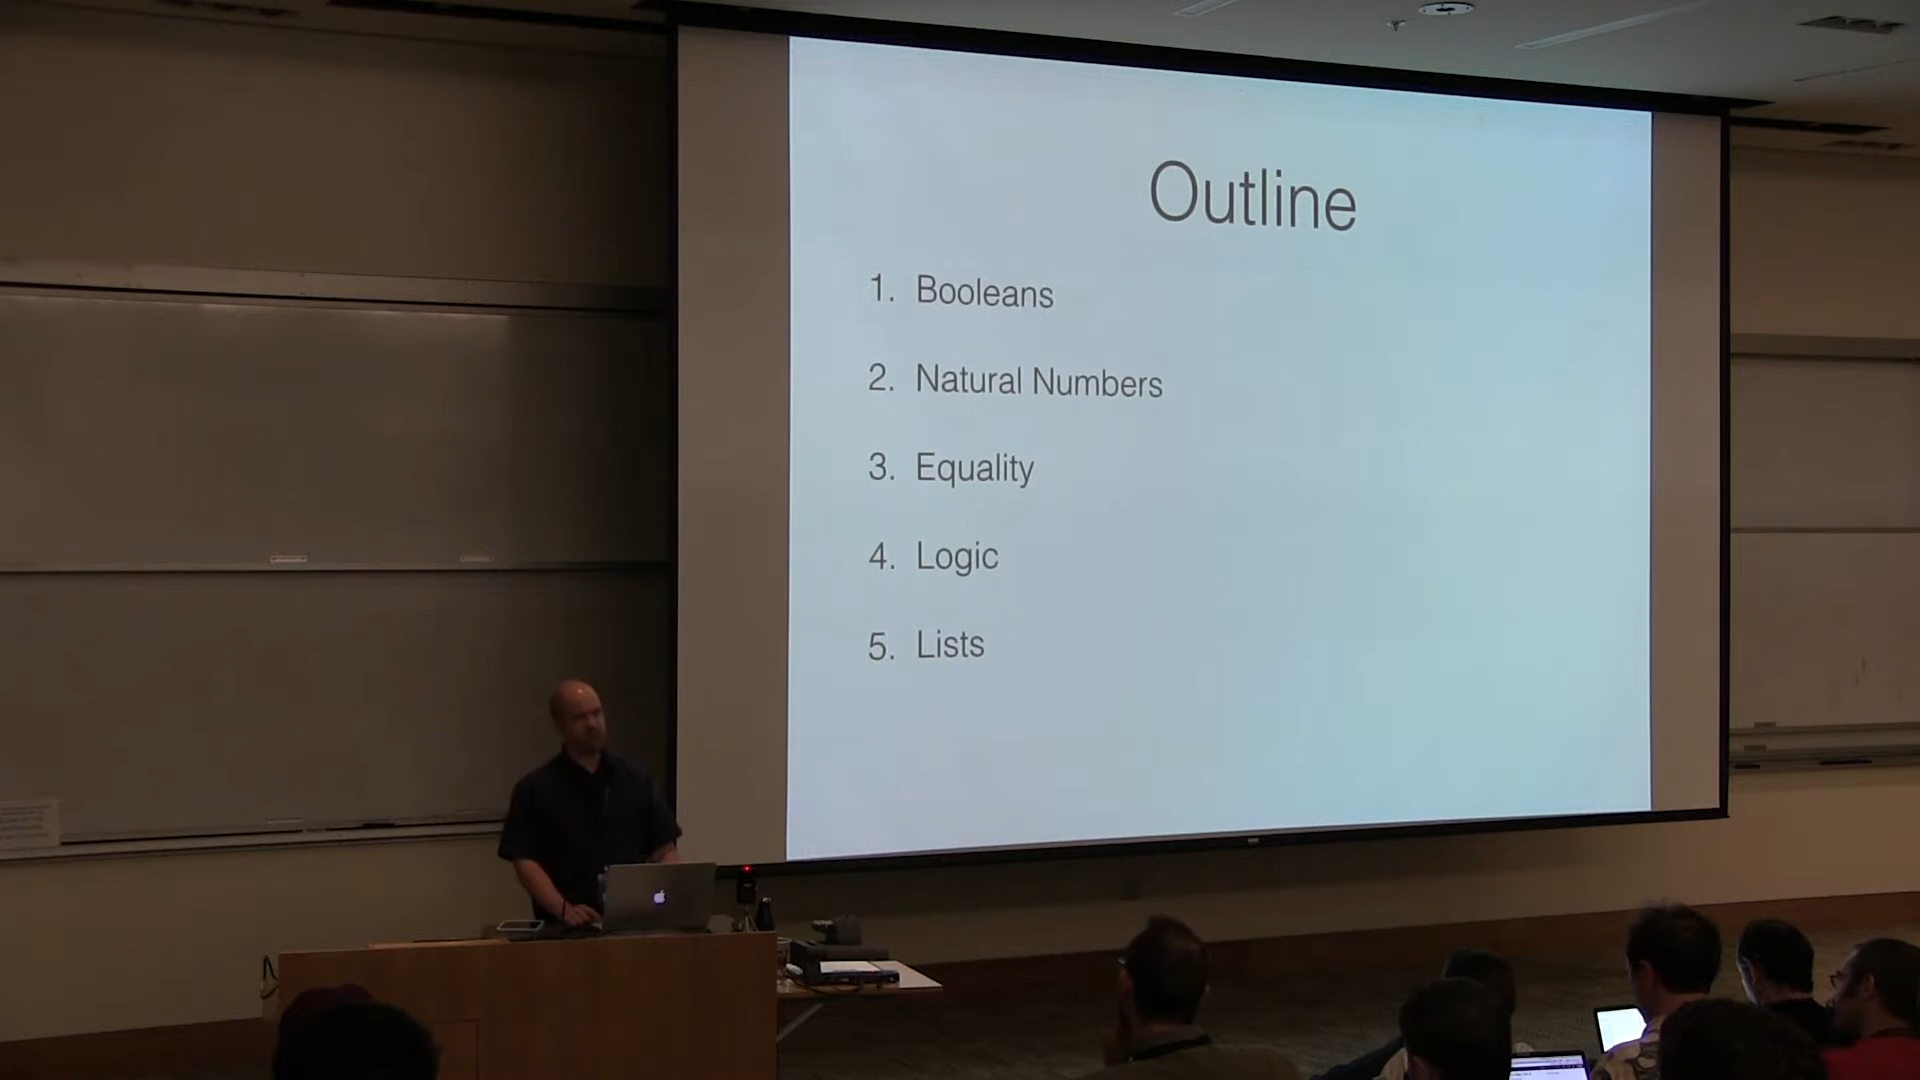 Outline
1. Booleans
2. Natural Numbers
3. Equality
4. Logic
5. Lists